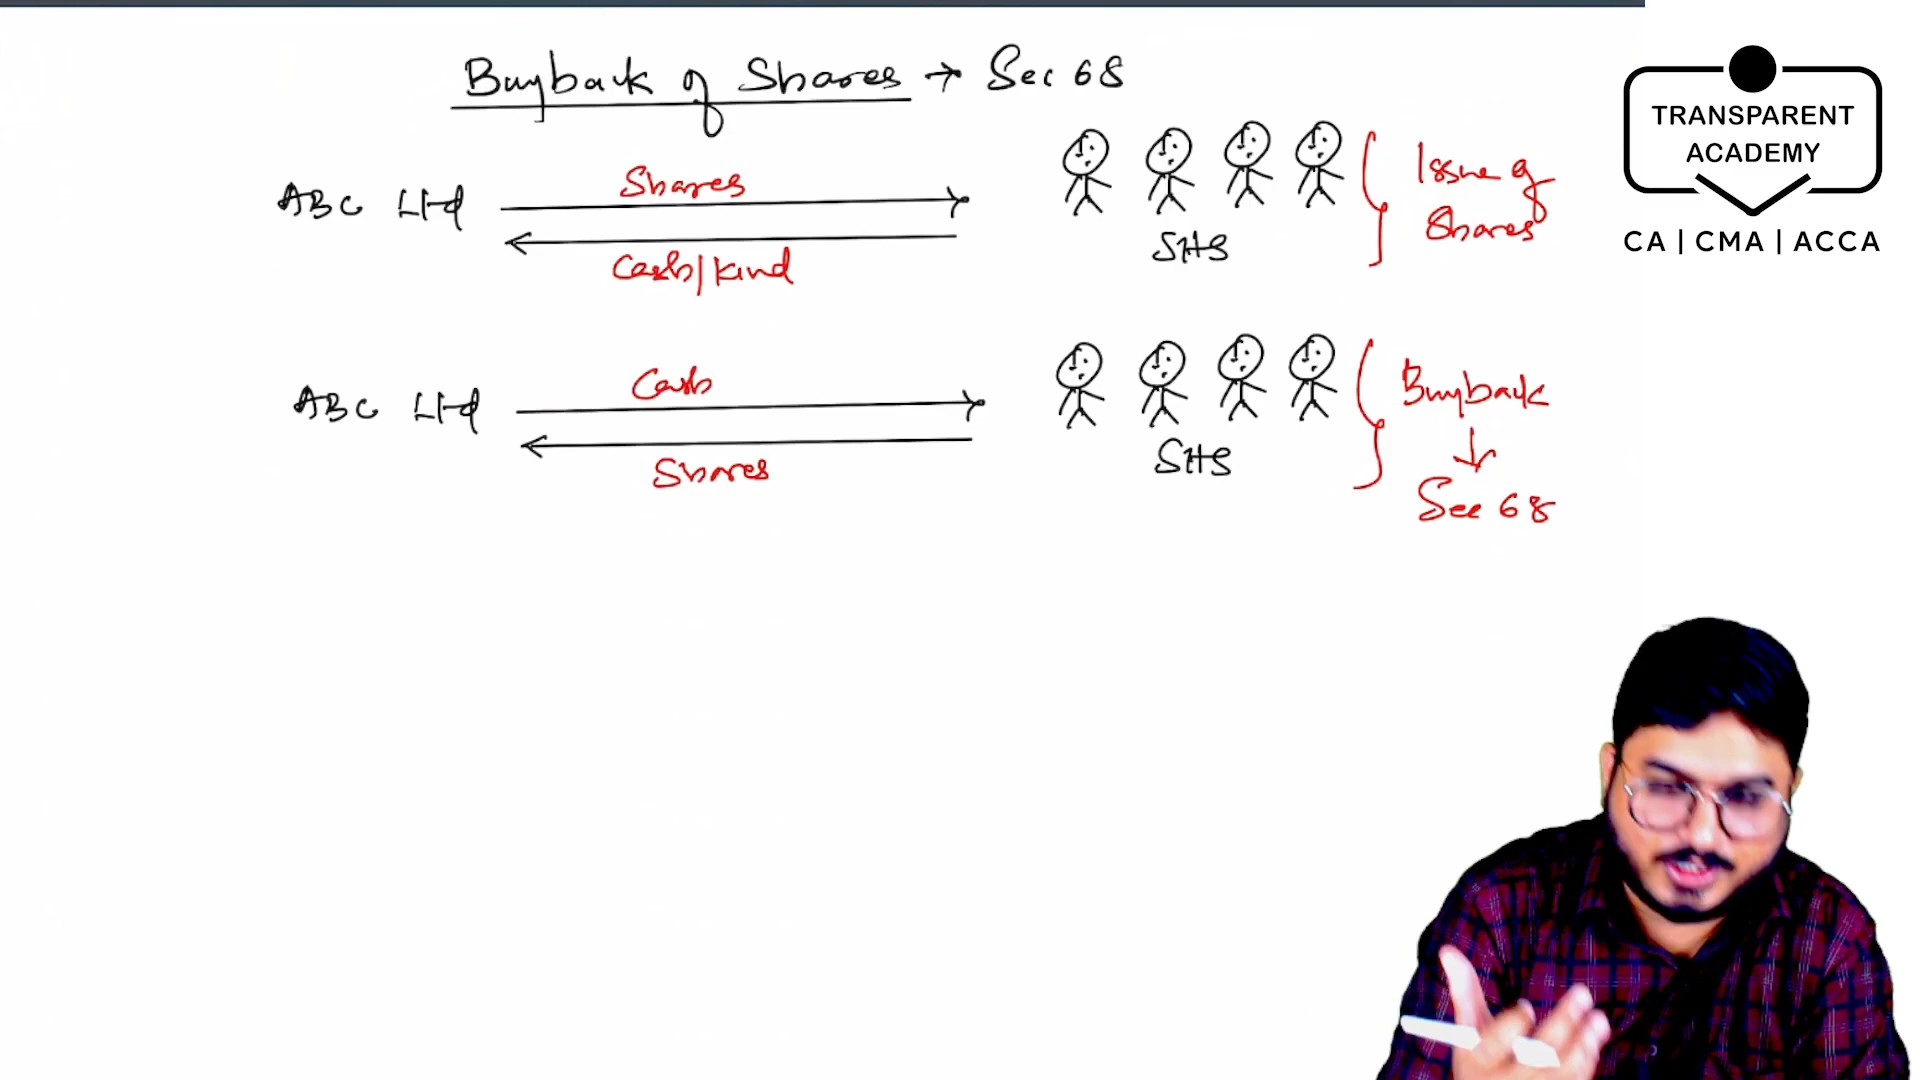 Buyback of Shares → Sec 68
TRANSPARENT
ACADEMY
CA | CMA | ACCA
ABC Ltd
Shares
Cash/Kind
SHS
Issue of
Shares
ABC Ltd
Cash
Shares
SHS
Buyback
↓
Sec 68